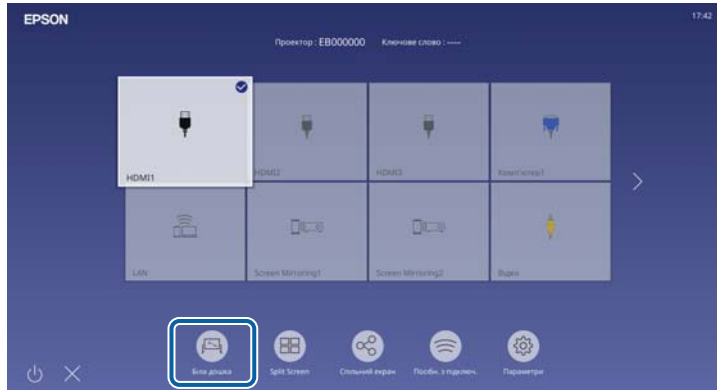 EPSON
17:42
Проектор : EB000000 Ключове слово : ----
HDMI1
HDMI2
HDMI3
Комп'ютер1
LAN
Screen Mirroring1
Screen Mirroring2
Відео
Біла дошка
Split Screen
Спільний екран
Посібн. з підключ.
Параметри